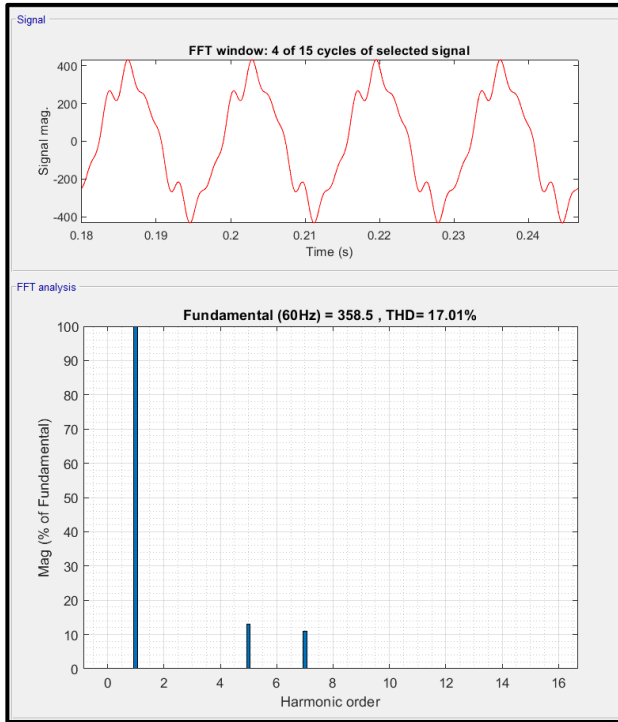 Signal
FFT window: 4 of 15 cycles of selected signal
400
200
0
-200
-400
Signal mag.
0.18 0.19 0.2 0.21 0.22 0.23 0.24
Time (s)
FFT analysis
Fundamental (60Hz) = 358.5 , THD= 17.01%
100
90
80
70
60
50
40
30
20
10
0
Mag (% of Fundamental)
0 2 4 6 8 10 12 14 16
Harmonic order